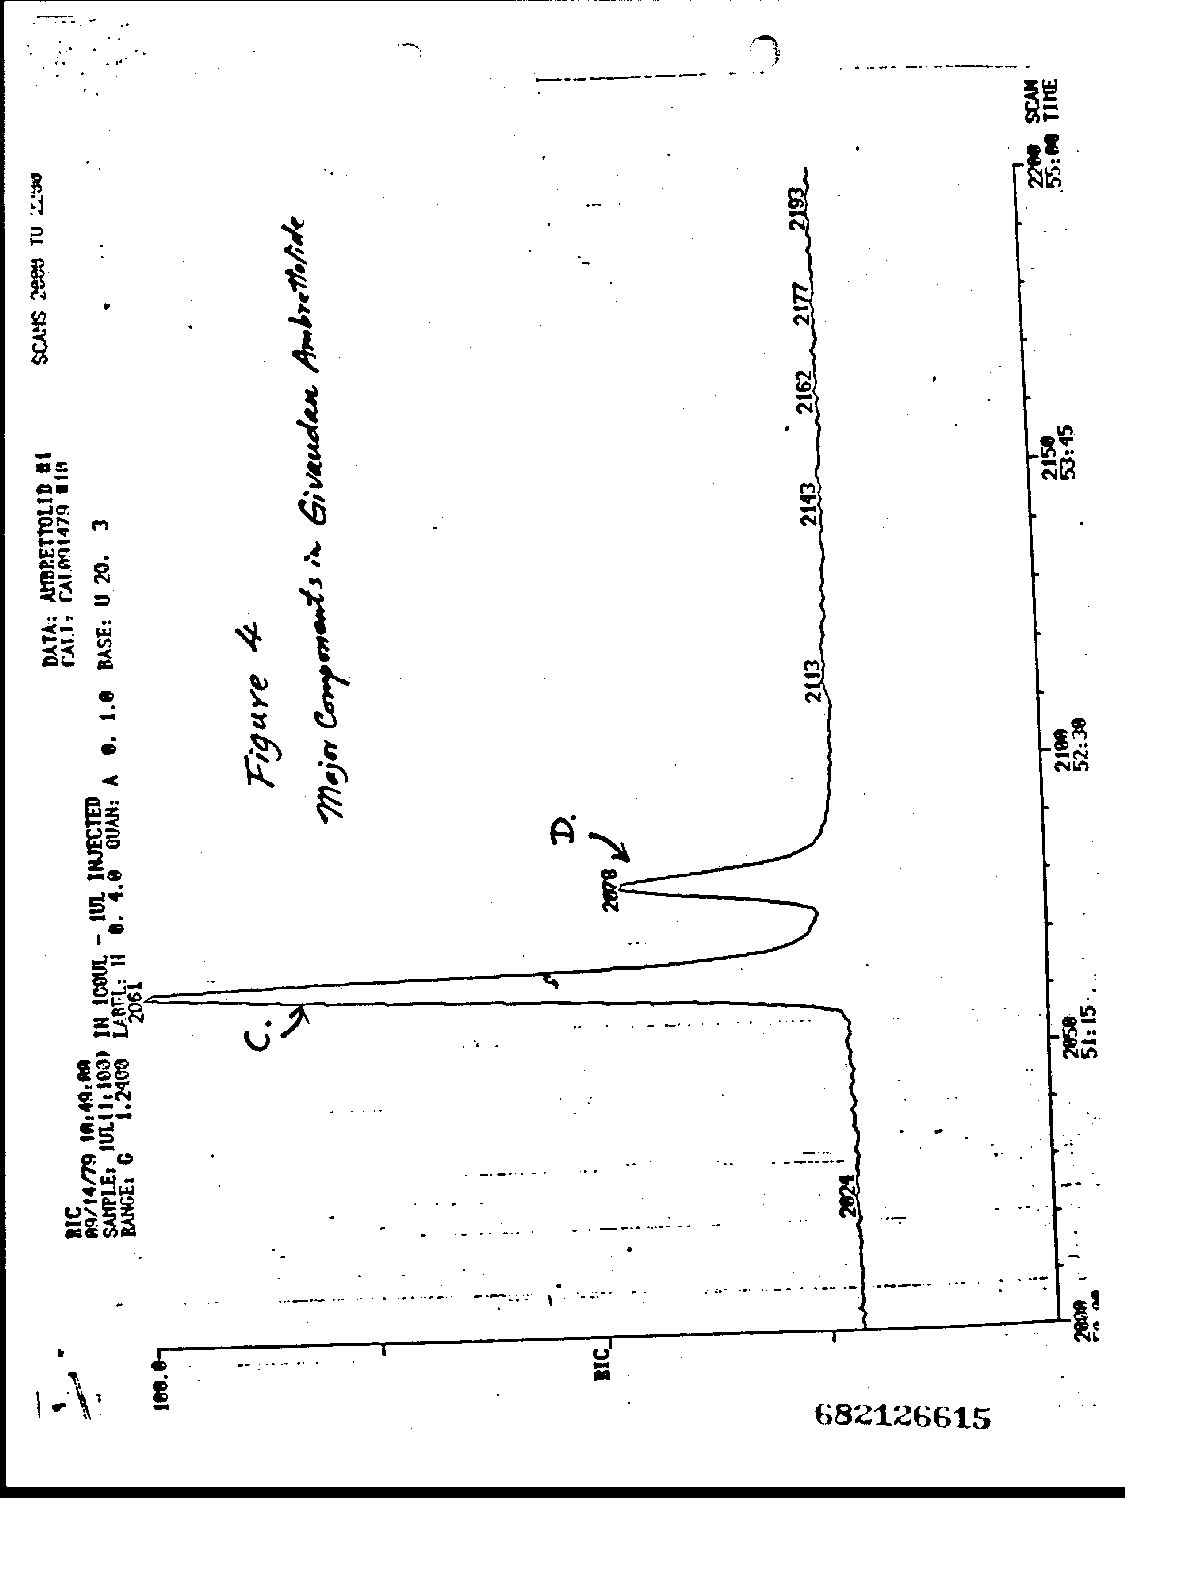 RIC
09/14/79 10:49:00
SAMPLE: 1UL(1:100) IN 100UL - 1UL INJECTED
RANGE: G 1.2400 LABEL: N 0. 4.0 QUAN: A 0. 1.0 BASE: U 20. 3
DATA: AMBRETTOLID #1
CALI: CAL091479 #10
SCANS 2000 TO 2200
Figure 4
Major Components in Givaudan Ambrettolide
100.0
RIC
2061
C.
D.
2078
2024
2113
2143
2162
2177
2193
2000
2050
2100
2150
2200 SCAN
51:15
52:30
53:45
55:00 TIME
682126615